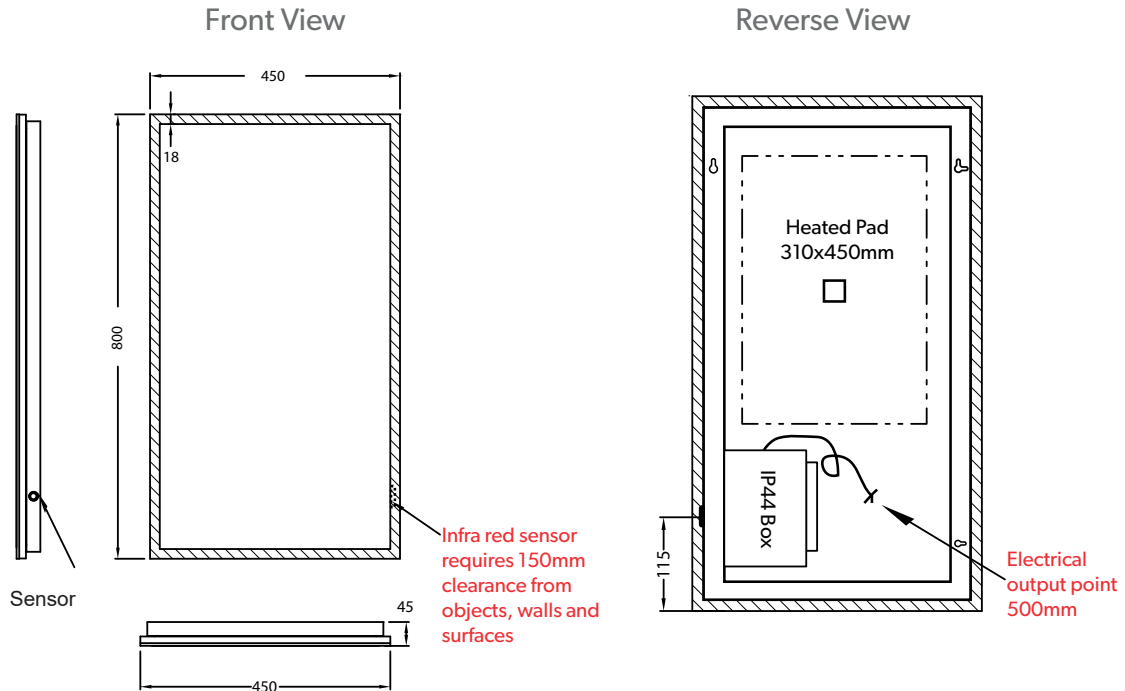 Front View
Reverse View
450
18
800
Sensor
Infra red sensor
requires 150mm
clearance from
objects, walls and
surfaces
45
450
Heated Pad
310x450mm
IP44 Box
115
Electrical
output point
500mm